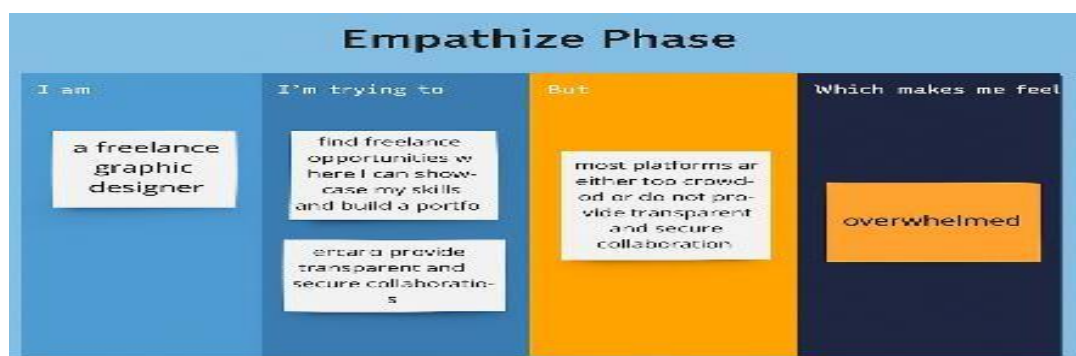 Empathize Phase
I am
I'm trying to
But
Which makes me feel
a freelance
graphic
designer
find freelance
opportunities w
here I can show-
case my skills
and build a portfo
provide
transparent and
secure collaboratio-
s
most platforms ar
either too crowd-
od or do not pro-
vide transparent
and secure
collaboration
overwhelmed